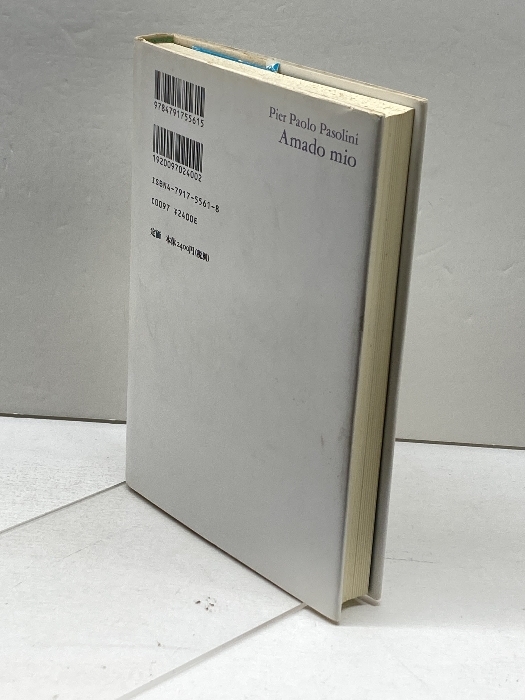 9784791755615
1920097024002
ISBN4-7917-5561-8
C0097 ¥2400E
定価 本体2400円(税別)
Pier Paolo Pasolini
Amado mio